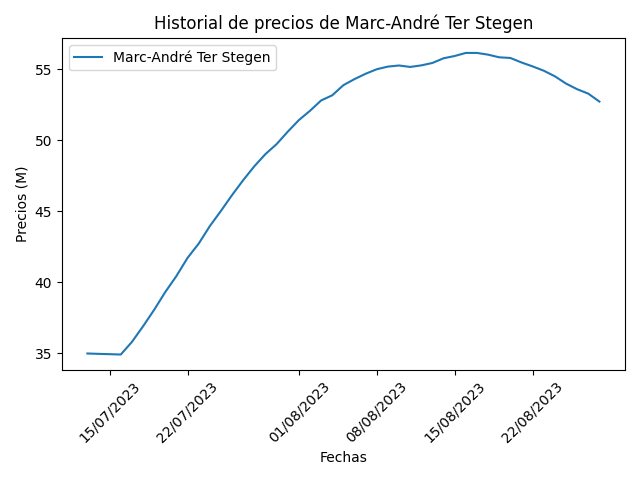 Historial de precios de Marc-André Ter Stegen
Marc-André Ter Stegen
Precios (M)
55
50
45
40
35
15/07/2023
22/07/2023
01/08/2023
08/08/2023
15/08/2023
22/08/2023
Fechas